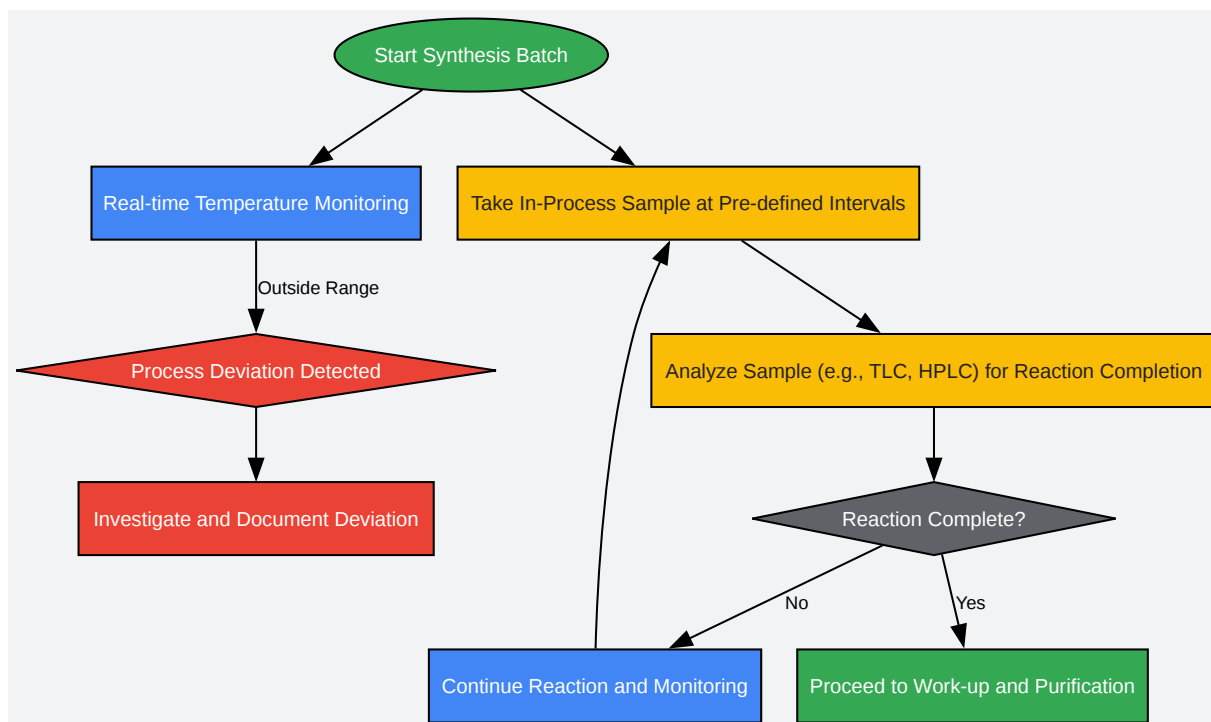 Start Synthesis Batch
Real-time Temperature Monitoring
Take In-Process Sample at Pre-defined Intervals
Outside Range
Process Deviation Detected
Analyze Sample (e.g., TLC, HPLC) for Reaction Completion
Investigate and Document Deviation
Reaction Complete?
No
Yes
Continue Reaction and Monitoring
Proceed to Work-up and Purification